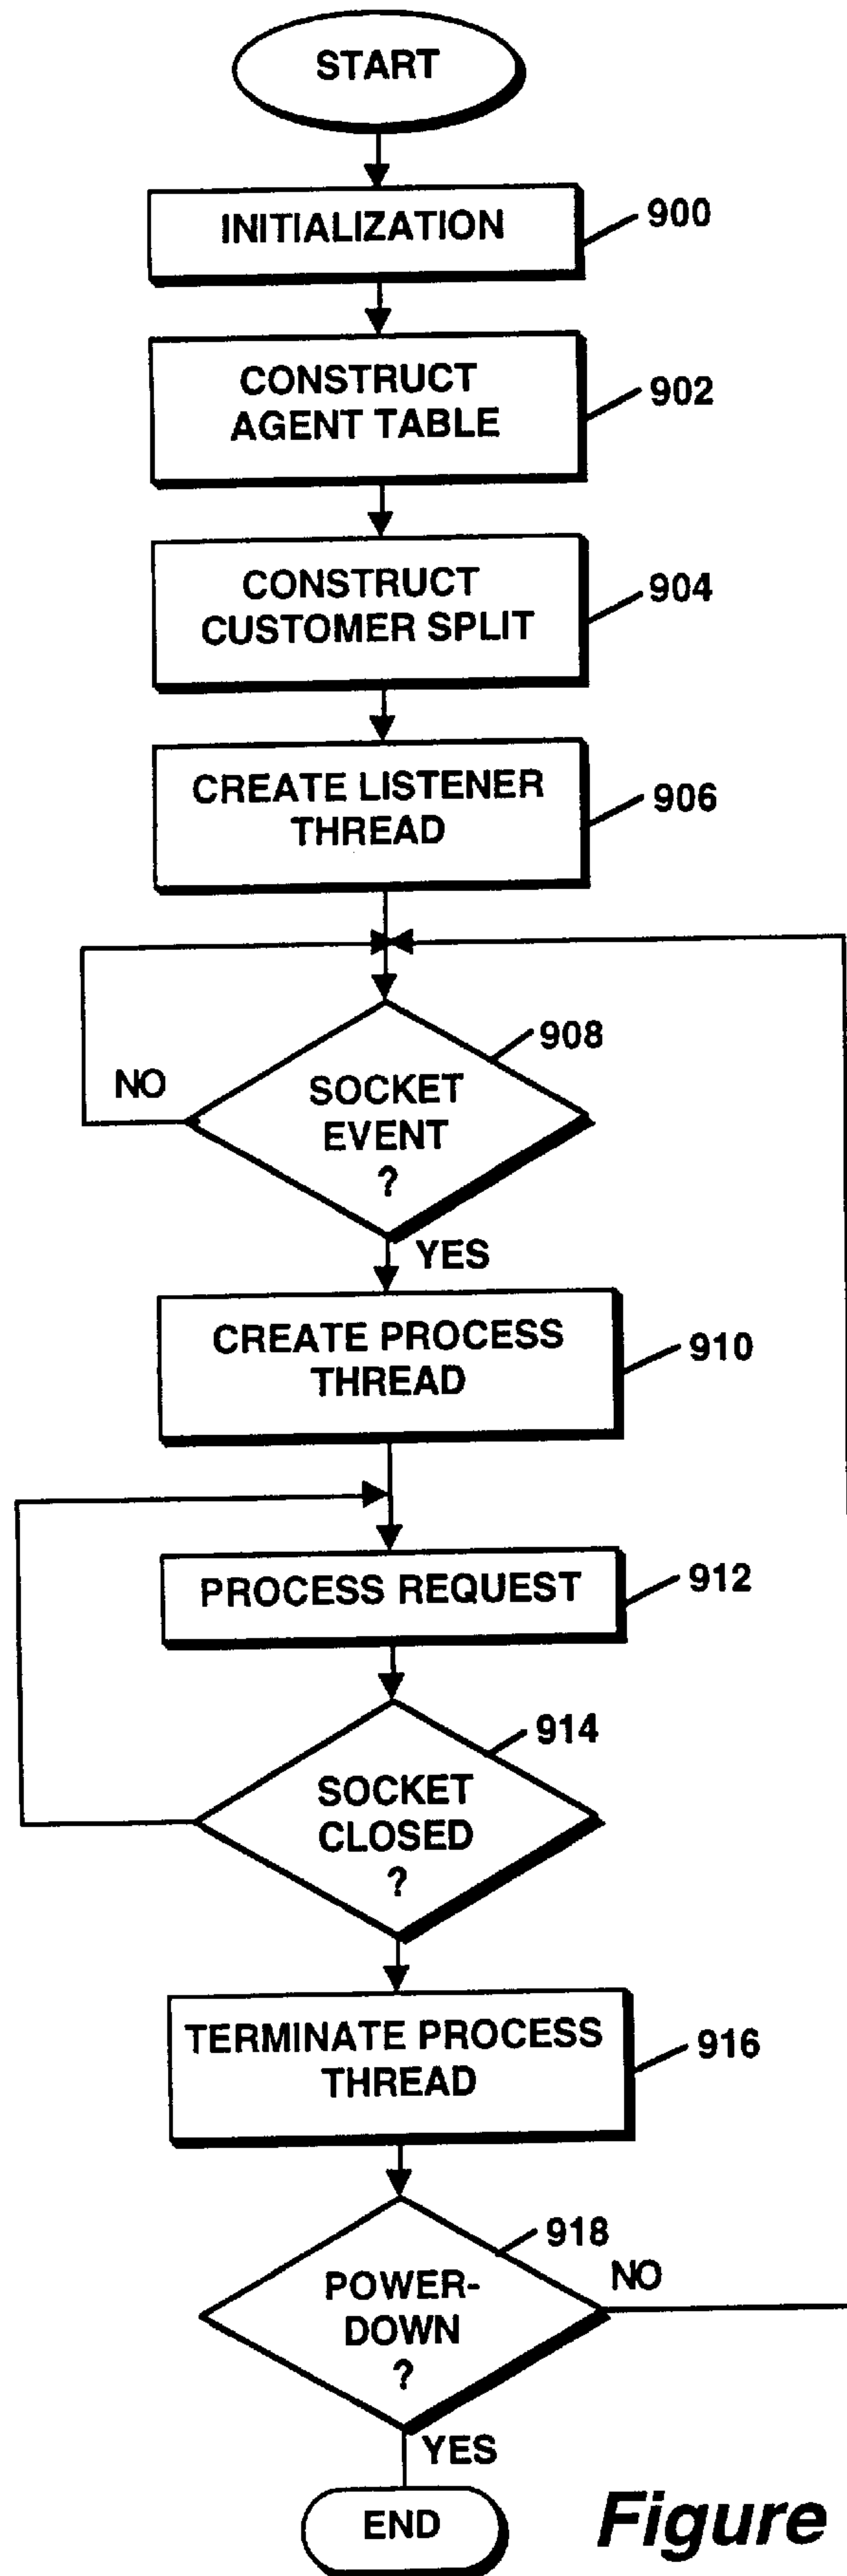 START
INITIALIZATION
900
CONSTRUCT
AGENT TABLE
902
CONSTRUCT
CUSTOMER SPLIT
904
CREATE LISTENER
THREAD
906
908
NO
SOCKET
EVENT
?
YES
CREATE PROCESS
THREAD
910
PROCESS REQUEST
912
914
SOCKET
CLOSED
?
TERMINATE PROCESS
THREAD
916
918
NO
POWER-
DOWN
?
YES
END
Figure